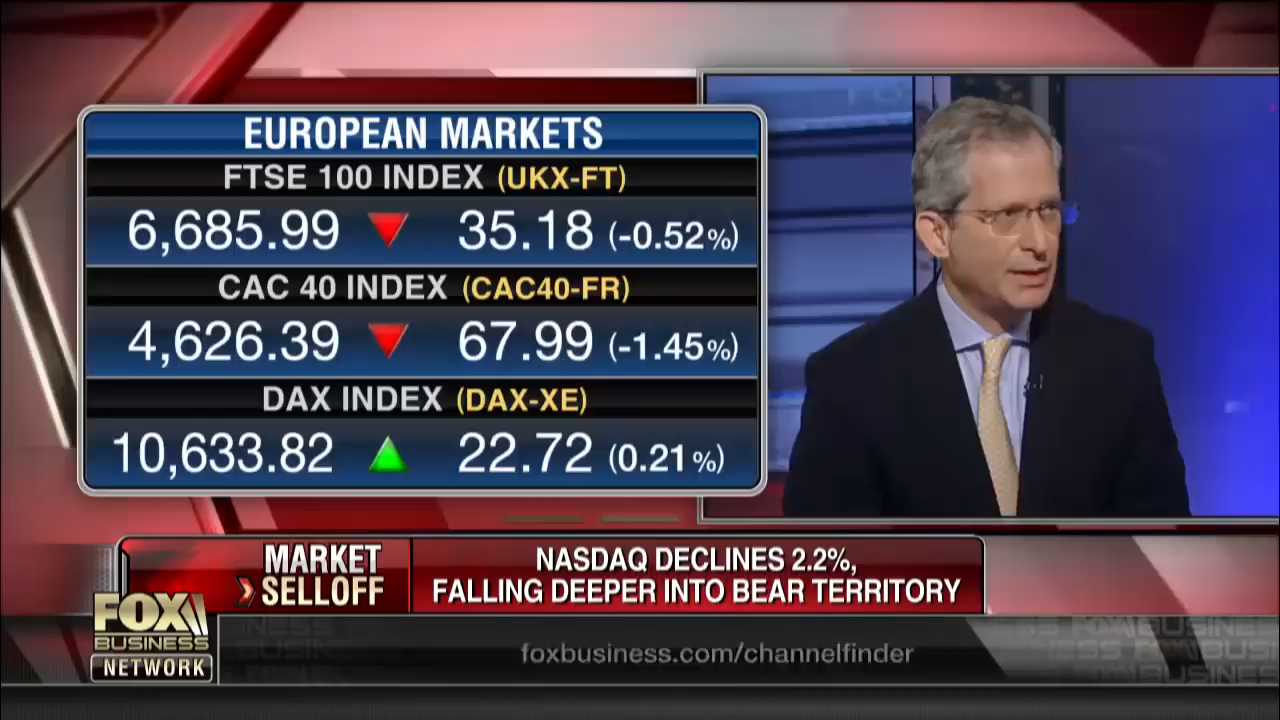 EUROPEAN MARKETS
FTSE 100 INDEX (UKX-FT)
6,685.99 35.18 (-0.52%)
CAC 40 INDEX (CAC40-FR)
4,626.39 67.99 (-1.45%)
DAX INDEX (DAX-XE)
10,633.82 22.72 (0.21%)
MARKET
SELLOFF
NASDAQ DECLINES 2.2%,
FALLING DEEPER INTO BEAR TERRITORY
FOX
BUSINESS
NETWORK
foxbusiness.com/channelfinder